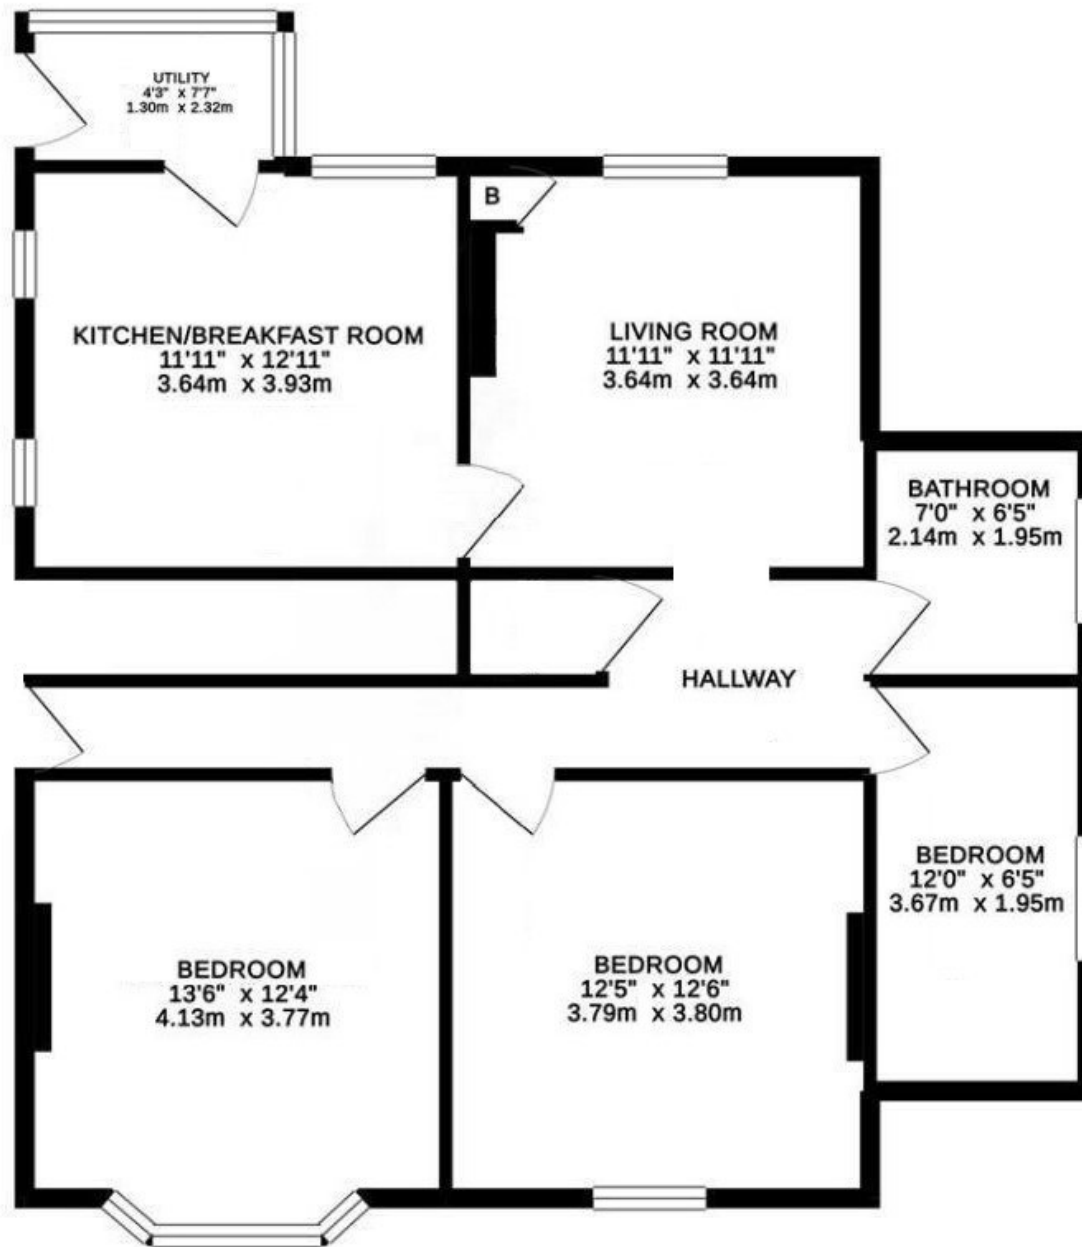 UTILITY
4'3" x 7'7"
1.30m x 2.32m
B
KITCHEN/BREAKFAST ROOM
11'11" x 12'11"
3.64m x 3.93m
LIVING ROOM
11'11" x 11'11"
3.64m x 3.64m
BATHROOM
7'0" x 6'5"
2.14m x 1.95m
HALLWAY
BEDROOM
12'0" x 6'5"
3.67m x 1.95m
BEDROOM
13'6" x 12'4"
4.13m x 3.77m
BEDROOM
12'5" x 12'6"
3.79m x 3.80m